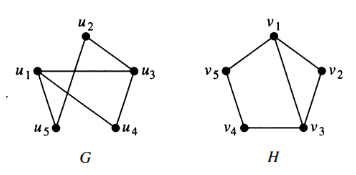 u₂
u₁
u₃
u₅
u₄
G
v₁
v₅
v₂
v₄
v₃
H